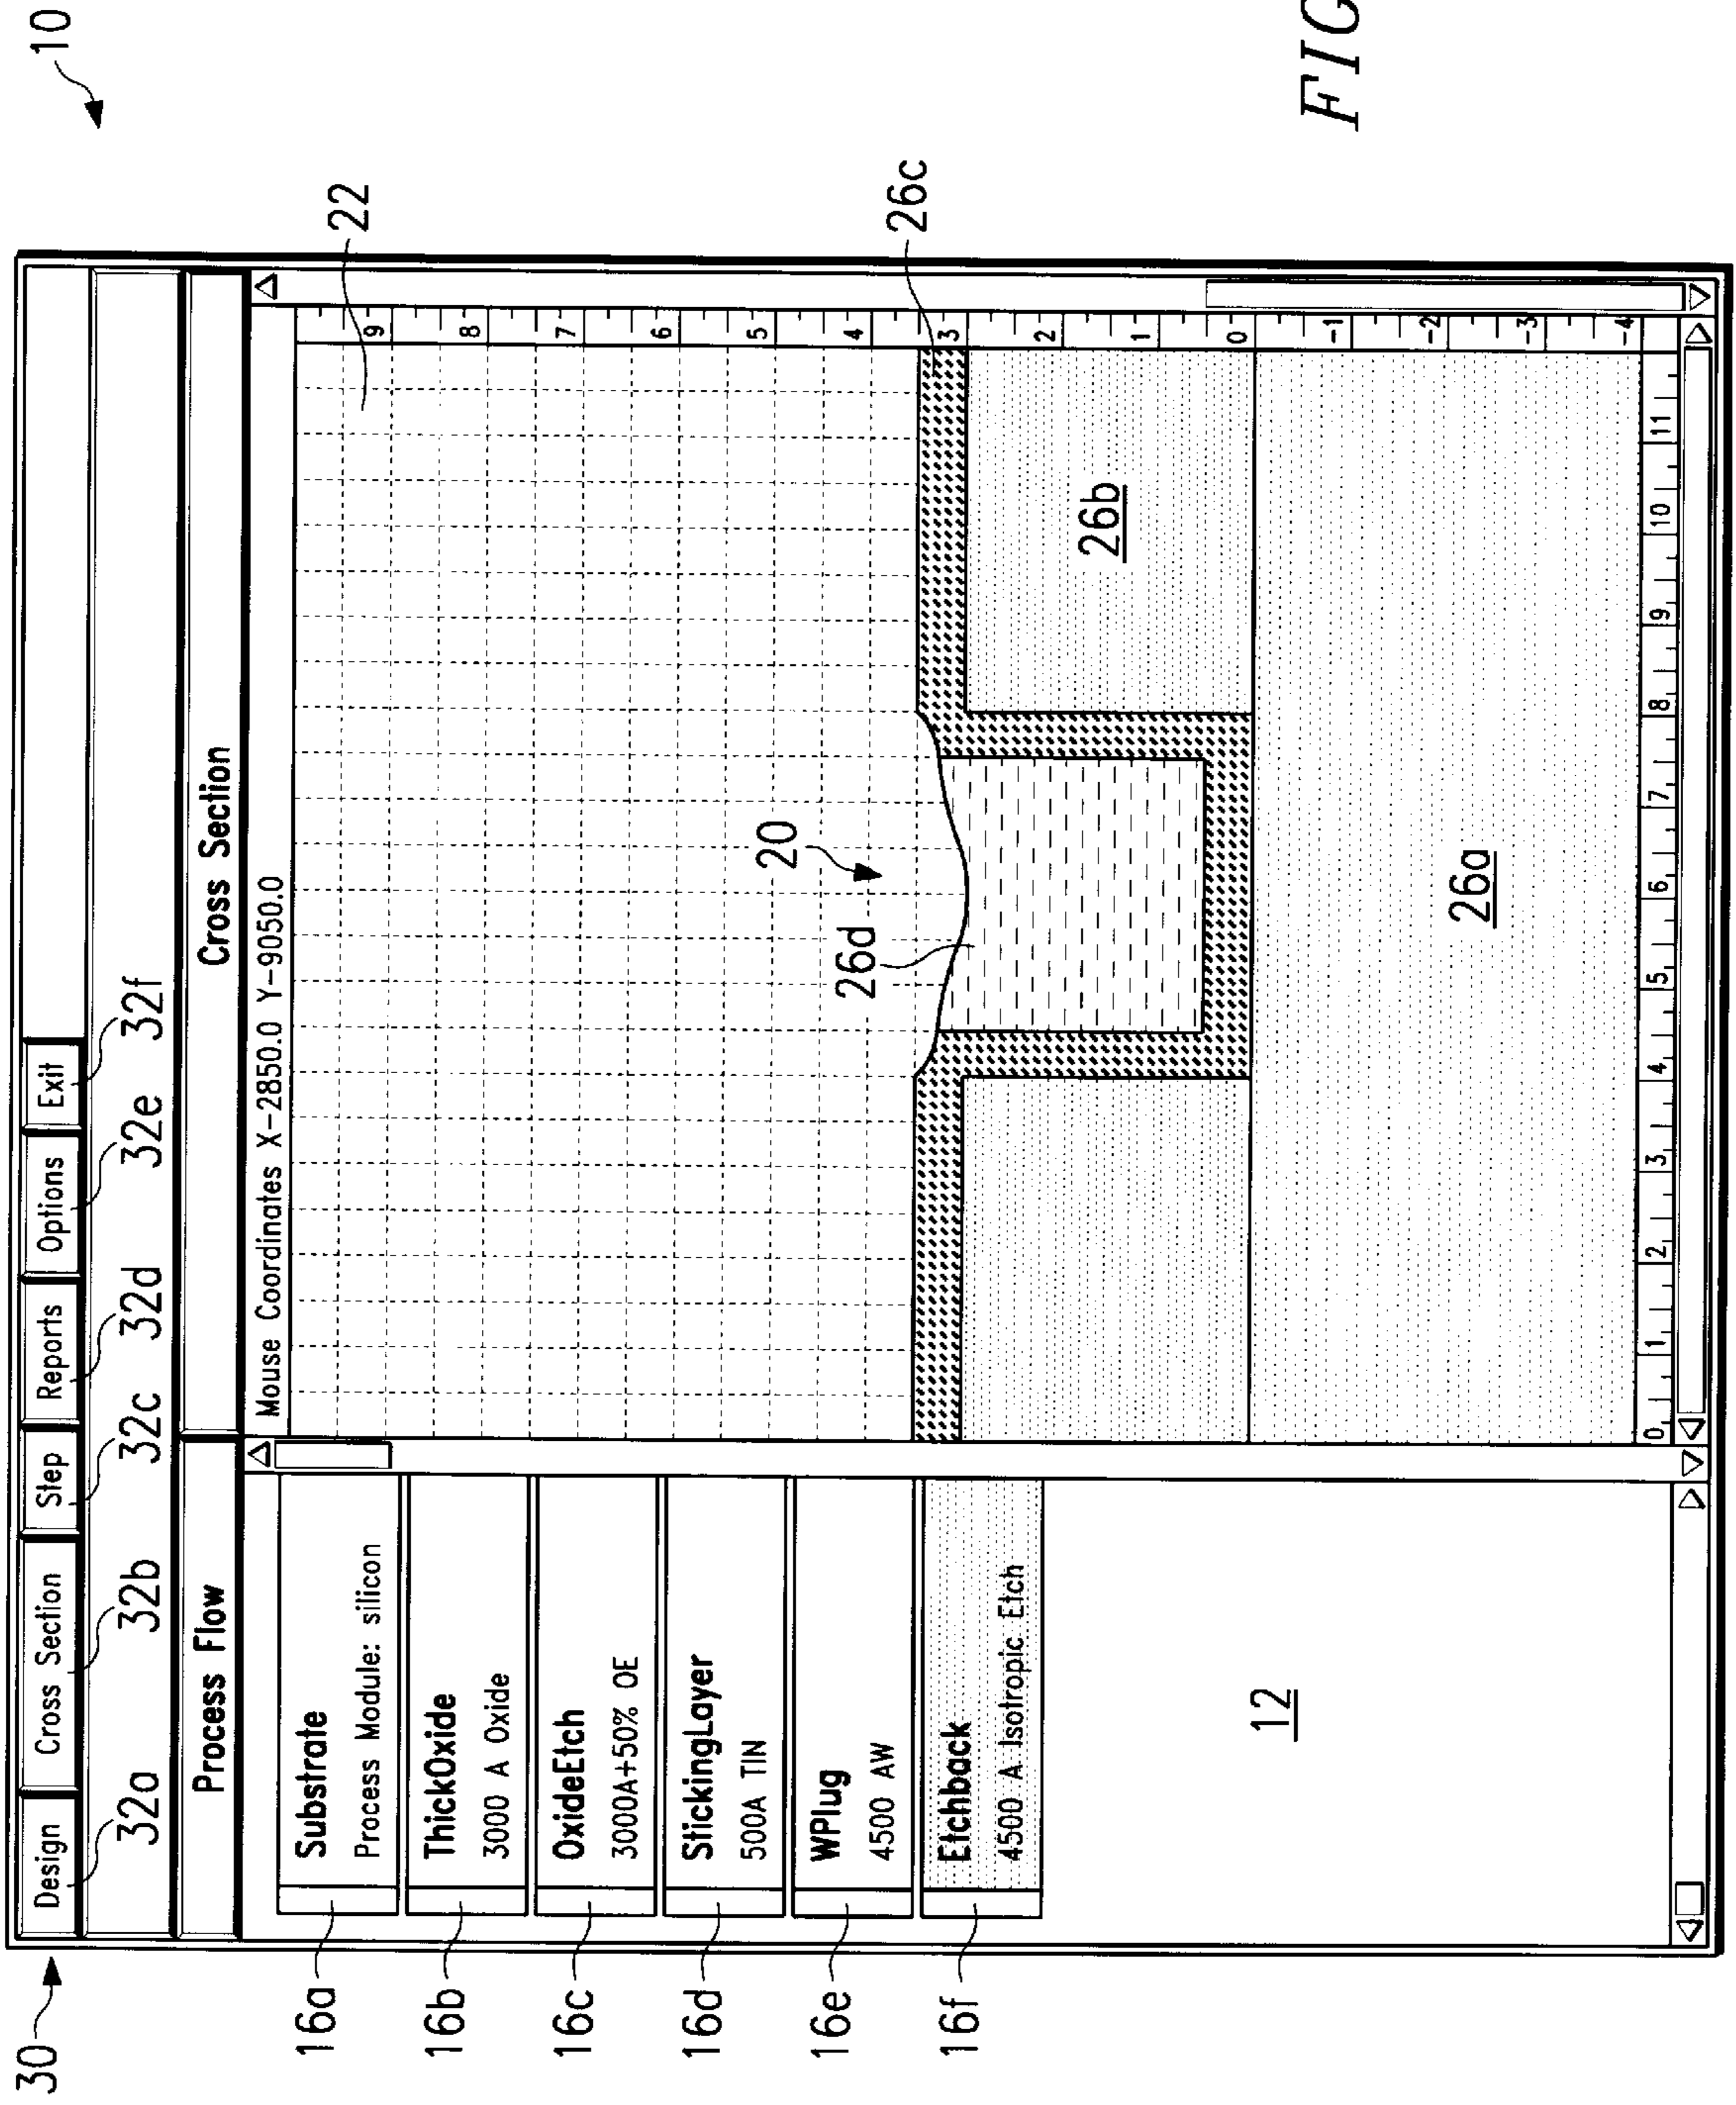 10
30
Design
Cross Section
Step
Reports
Options
Exit
32a
32b
32c
32d
32e
32f
Process Flow
Cross Section
16a
Substrate
Process Module: silicon
16b
ThickOxide
3000 A Oxide
16c
OxideEtch
3000A+50% OE
16d
StickingLayer
500A TIN
16e
WPlug
4500 AW
16f
Etchback
4500 A Isotropic Etch
12
Mouse Coordinates X-2850.0 Y-9050.0
22
20
26d
26c
26b
26a
9
8
7
6
5
4
3
2
1
0
-1
-2
-3
-4
0 1 2 3 4 5 6 7 8 9 10 11
FIG